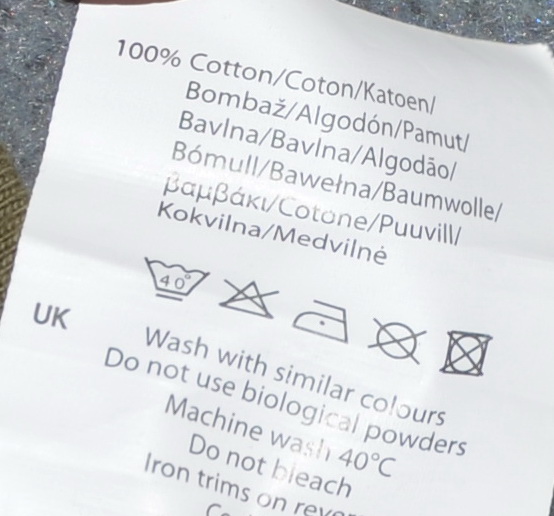 100% Cotton/Coton/Katoen/
Bombaž/Algodón/Pamut/
Bavlna/Bavlna/Algodão/
Bómull/Bawełna/Baumwolle/
βαμβάκι/Cotone/Puuvill/
Kokvilna/Medvilnė
40°
UK
Wash with similar colours
Do not use biological powders
Machine wash 40°C
Do not bleach
Iron trims on